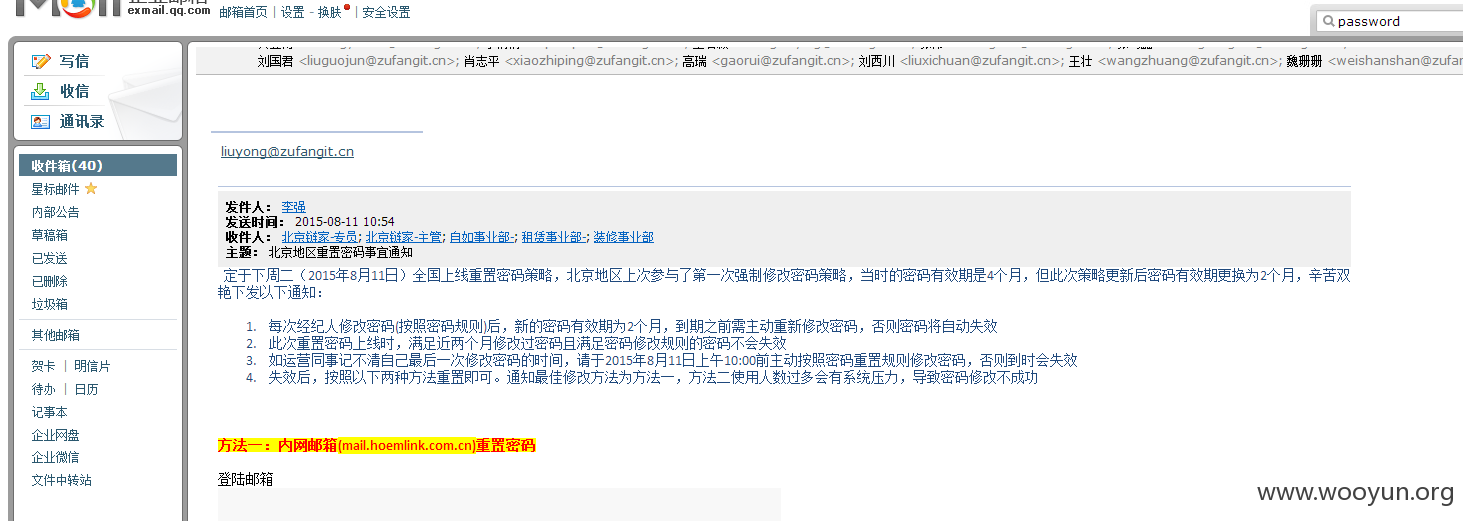 exmail.qq.com 邮箱首页 | 设置 - 换肤 | 安全设置
password
写信
收信
通讯录
收件箱(40)
星标邮件
内部公告
草稿箱
已发送
已删除
垃圾箱
其他邮箱
贺卡 | 明信片
待办 | 日历
记事本
企业网盘
企业微信
文件中转站
刘国君 <liuguojun@zufangit.cn>; 肖志平 <xiaozhiping@zufangit.cn>; 高瑞 <gaorui@zufangit.cn>; 刘西川 <liuxichuan@zufangit.cn>; 王壮 <wangzhuang@zufangit.cn>; 魏珊珊 <weishanshan@zufan
liuyong@zufangit.cn
发件人： 李强
发送时间： 2015-08-11 10:54
收件人： 北京链家-专员; 北京链家-主管; 自如事业部-; 租赁事业部-; 装修事业部
主题： 北京地区重置密码事宜通知
定于下周二（2015年8月11日）全国上线重置密码策略，北京地区上次参与了第一次强制修改密码策略，当时的密码有效期是4个月，但此次策略更新后密码有效期更换为2个月，辛苦双
艳下发以下通知：
1. 每次经纪人修改密码(按照密码规则)后，新的密码有效期为2个月，到期之前需主动重新修改密码，否则密码将自动失效
2. 此次重置密码上线时，满足近两个月修改过密码且满足密码修改规则的密码不会失效
3. 如运营同事记不清自己最后一次修改密码的时间，请于2015年8月11日上午10:00前主动按照密码重置规则修改密码，否则到时会失效
4. 失效后，按照以下两种方法重置即可。通知最佳修改方法为方法一，方法二使用人数过多会有系统压力，导致密码修改不成功
方法一：内网邮箱(mail.hoemlink.com.cn)重置密码
登陆邮箱
www.wooyun.org